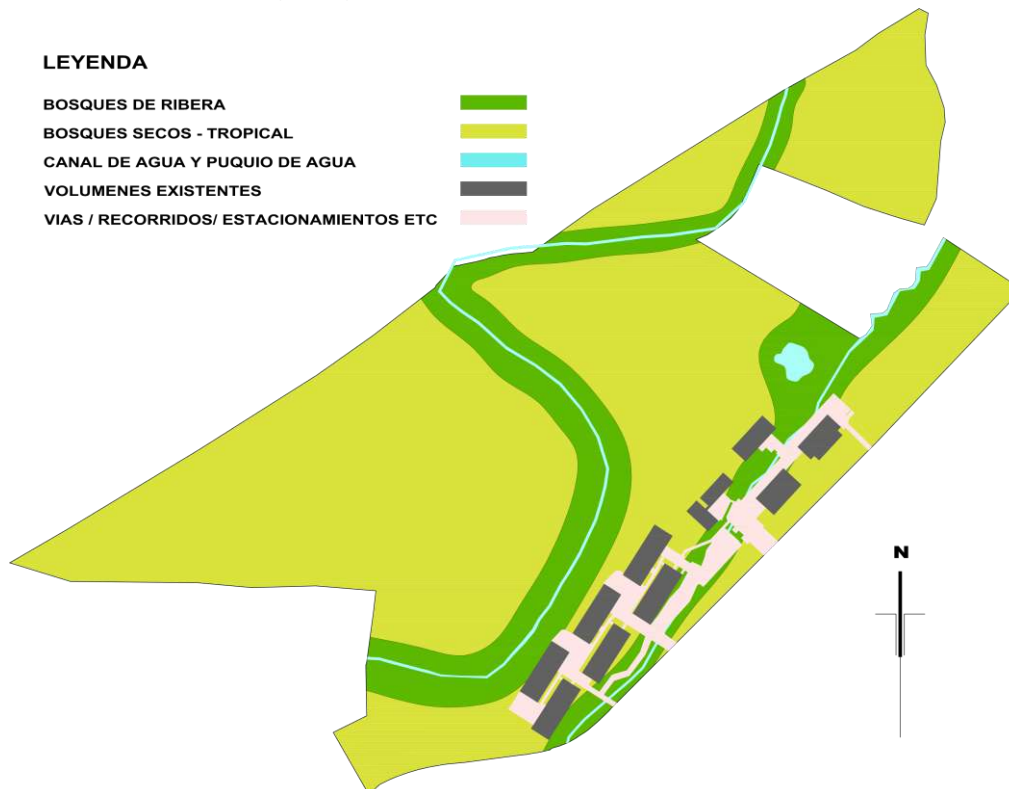 LEYENDA
BOSQUES DE RIBERA
BOSQUES SECOS - TROPICAL
CANAL DE AGUA Y PUQUIO DE AGUA
VOLUMENES EXISTENTES
VIAS / RECORRIDOS/ ESTACIONAMIENTOS ETC
N